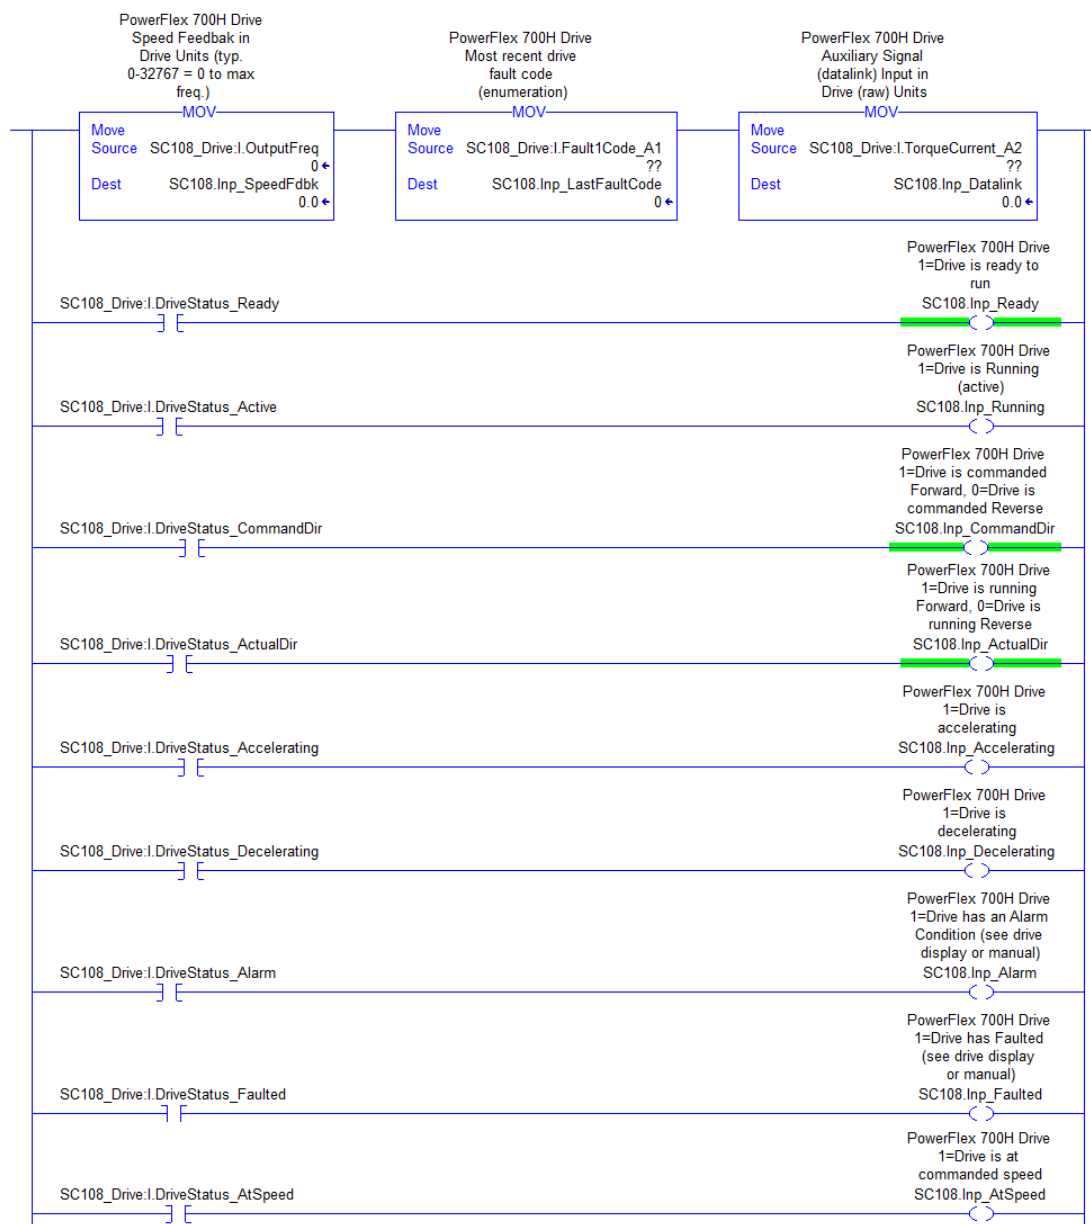 PowerFlex 700H Drive
Speed Feedbak in
Drive Units (typ.
0-32767 = 0 to max
freq.)
MOV
Move
Source SC108_Drive:I.OutputFreq
0
Dest SC108.Inp_SpeedFdbk
0.0
PowerFlex 700H Drive
Most recent drive
fault code
(enumeration)
MOV
Move
Source SC108_Drive:I.Fault1Code_A1
??
Dest SC108.Inp_LastFaultCode
0
PowerFlex 700H Drive
Auxiliary Signal
(datalink) Input in
Drive (raw) Units
MOV
Move
Source SC108_Drive:I.TorqueCurrent_A2
??
Dest SC108.Inp_Datalink
0.0
PowerFlex 700H Drive
1=Drive is ready to
run
SC108_Drive:I.DriveStatus_Ready
SC108.Inp_Ready
PowerFlex 700H Drive
1=Drive is Running
(active)
SC108_Drive:I.DriveStatus_Active
SC108.Inp_Running
PowerFlex 700H Drive
1=Drive is commanded
Forward, 0=Drive is
commanded Reverse
SC108_Drive:I.DriveStatus_CommandDir
SC108.Inp_CommandDir
PowerFlex 700H Drive
1=Drive is running
Forward, 0=Drive is
running Reverse
SC108_Drive:I.DriveStatus_ActualDir
SC108.Inp_ActualDir
PowerFlex 700H Drive
1=Drive is
accelerating
SC108_Drive:I.DriveStatus_Accelerating
SC108.Inp_Accelerating
PowerFlex 700H Drive
1=Drive is
decelerating
SC108_Drive:I.DriveStatus_Decelerating
SC108.Inp_Decelerating
PowerFlex 700H Drive
1=Drive has an Alarm
Condition (see drive
display or manual)
SC108_Drive:I.DriveStatus_Alarm
SC108.Inp_Alarm
PowerFlex 700H Drive
1=Drive has Faulted
(see drive display
or manual)
SC108_Drive:I.DriveStatus_Faulted
SC108.Inp_Faulted
PowerFlex 700H Drive
1=Drive is at
commanded speed
SC108_Drive:I.DriveStatus_AtSpeed
SC108.Inp_AtSpeed